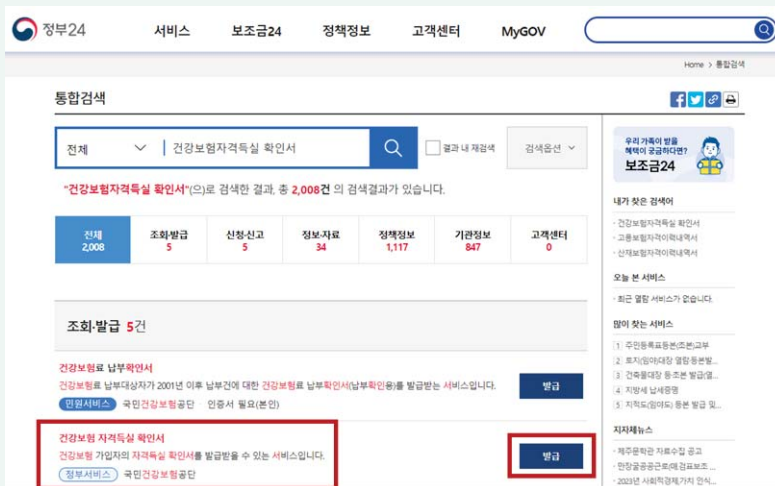 정부24
서비스
보조금24
정책정보
고객센터
MyGOV
Home > 통합검색
통합검색
전체
건강보험자격득실 확인서
결과 내 재검색
검색옵션
"건강보험자격득실 확인서"(으)로 검색한 결과, 총 2,008건 의 검색결과가 있습니다.
전체
2,008
조회·발급
5
신청·신고
5
정보·자료
34
정책정보
1,117
기관정보
847
고객센터
0
조회·발급 5건
건강보험료 납부확인서
건강보험료 납부대상자가 2001년 이후 납부건에 대한 건강보험료 납부확인서(납부확인용)를 발급받는 서비스입니다.
민원서비스 국민건강보험공단 인증서 필요(본인)
발급
건강보험 자격득실 확인서
건강보험 가입자의 자격득실 확인서를 발급받을 수 있는 서비스입니다.
정부서비스 국민건강보험공단
발급
우리 가족이 받을
혜택이 궁금하다면?
보조금24
내가 찾은 검색어
· 건강보험자격득실 확인서
· 고용보험자격이력내역서
· 산재보험자격이력내역서
오늘 본 서비스
· 최근 열람 서비스가 없습니다.
많이 찾는 서비스
1 주민등록표등본(초본)교부
2 토지(임야)대장 열람·등본발...
3 건축물대장 등·초본 발급(열...
4 지방세 납세증명
5 지적도(임야도) 등본 발급 및...
지자체뉴스
· 제주문학관 자료수집 공고
· 만장굴공공근로(매,검표보조 ...
· 2023년 사회적경제가치 인식...